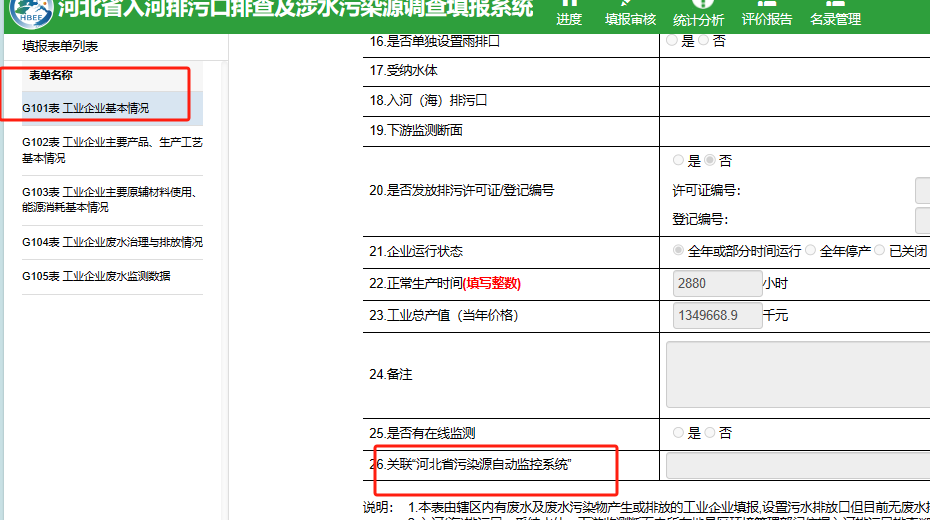 河北省入河排污口排查及涉水污染源调查填报系统
进度 填报审核 统计分析 评价报告 名录管理
HBEE
填报表单列表
表单名称
G101表 工业企业基本情况
G102表 工业企业主要产品、生产工艺
基本情况
G103表 工业企业主要原辅材料使用、
能源消耗基本情况
G104表 工业企业废水治理与排放情况
G105表 工业企业废水监测数据
16.是否单独设置雨排口 是 否
17.受纳水体
18.入河（海）排污口
19.下游监测断面
20.是否发放排污许可证/登记编号
是 否
许可证编号：
登记编号：
21.企业运行状态 全年或部分时间运行 全年停产 已关闭
22.正常生产时间(填写整数) 2880 小时
23.工业总产值（当年价格） 1349668.9 千元
24.备注
25.是否有在线监测 是 否
26.关联“河北省污染源自动监控系统”
说明： 1.本表由辖区内有废水及废水污染物产生或排放的工业企业填报,设置污水排放口但目前无废水排